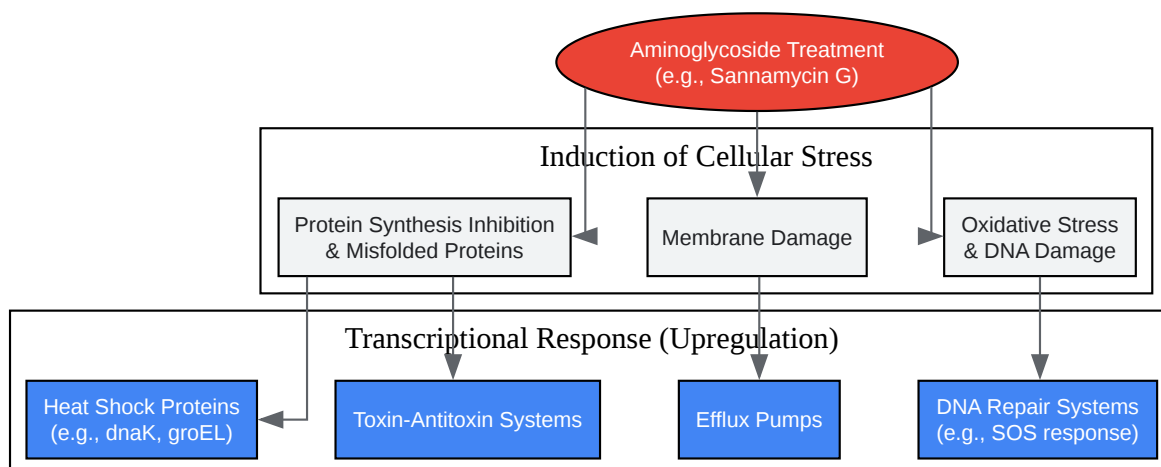 Aminoglycoside Treatment
(e.g., Sannamycin G)
Induction of Cellular Stress
Protein Synthesis Inhibition
& Misfolded Proteins
Membrane Damage
Oxidative Stress
& DNA Damage
Transcriptional Response (Upregulation)
Heat Shock Proteins
(e.g., dnaK, groEL)
Toxin-Antitoxin Systems
Efflux Pumps
DNA Repair Systems
(e.g., SOS response)